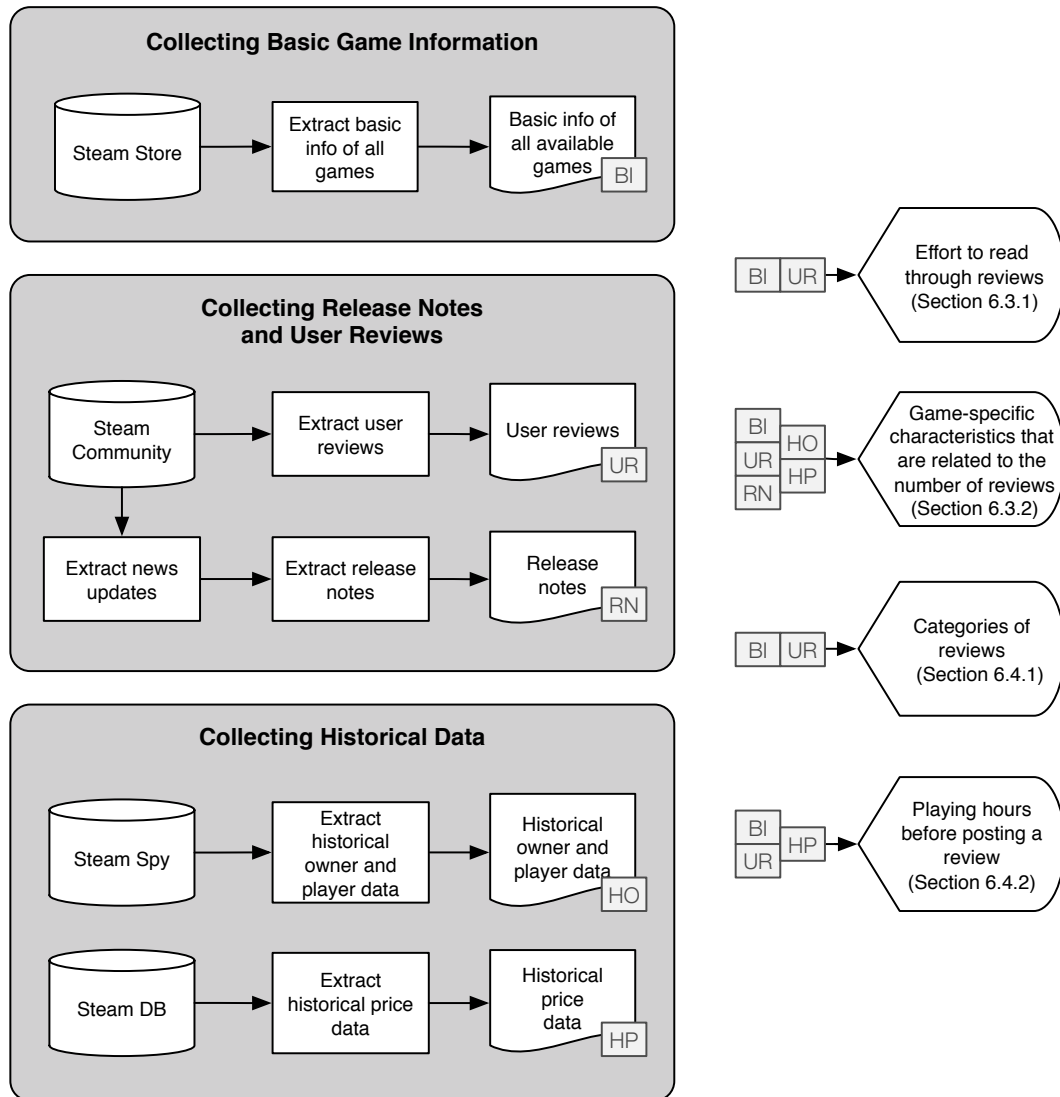 Collecting Basic Game Information
Steam Store
Extract basic
info of all
games
Basic info of
all available
games
BI
Collecting Release Notes
and User Reviews
Steam
Community
Extract user
reviews
User reviews
UR
Extract news
updates
Extract release
notes
Release
notes
RN
Collecting Historical Data
Steam Spy
Extract
historical
owner and
player data
Historical
owner and
player data
HO
Steam DB
Extract
historical price
data
Historical
price
data
HP
BI UR
Effort to read
through reviews
(Section 6.3.1)
BI
UR
RN
HO
HP
Game-specific
characteristics that
are related to the
number of reviews
(Section 6.3.2)
BI UR
Categories of
reviews
(Section 6.4.1)
BI
UR
HP
Playing hours
before posting a
review
(Section 6.4.2)